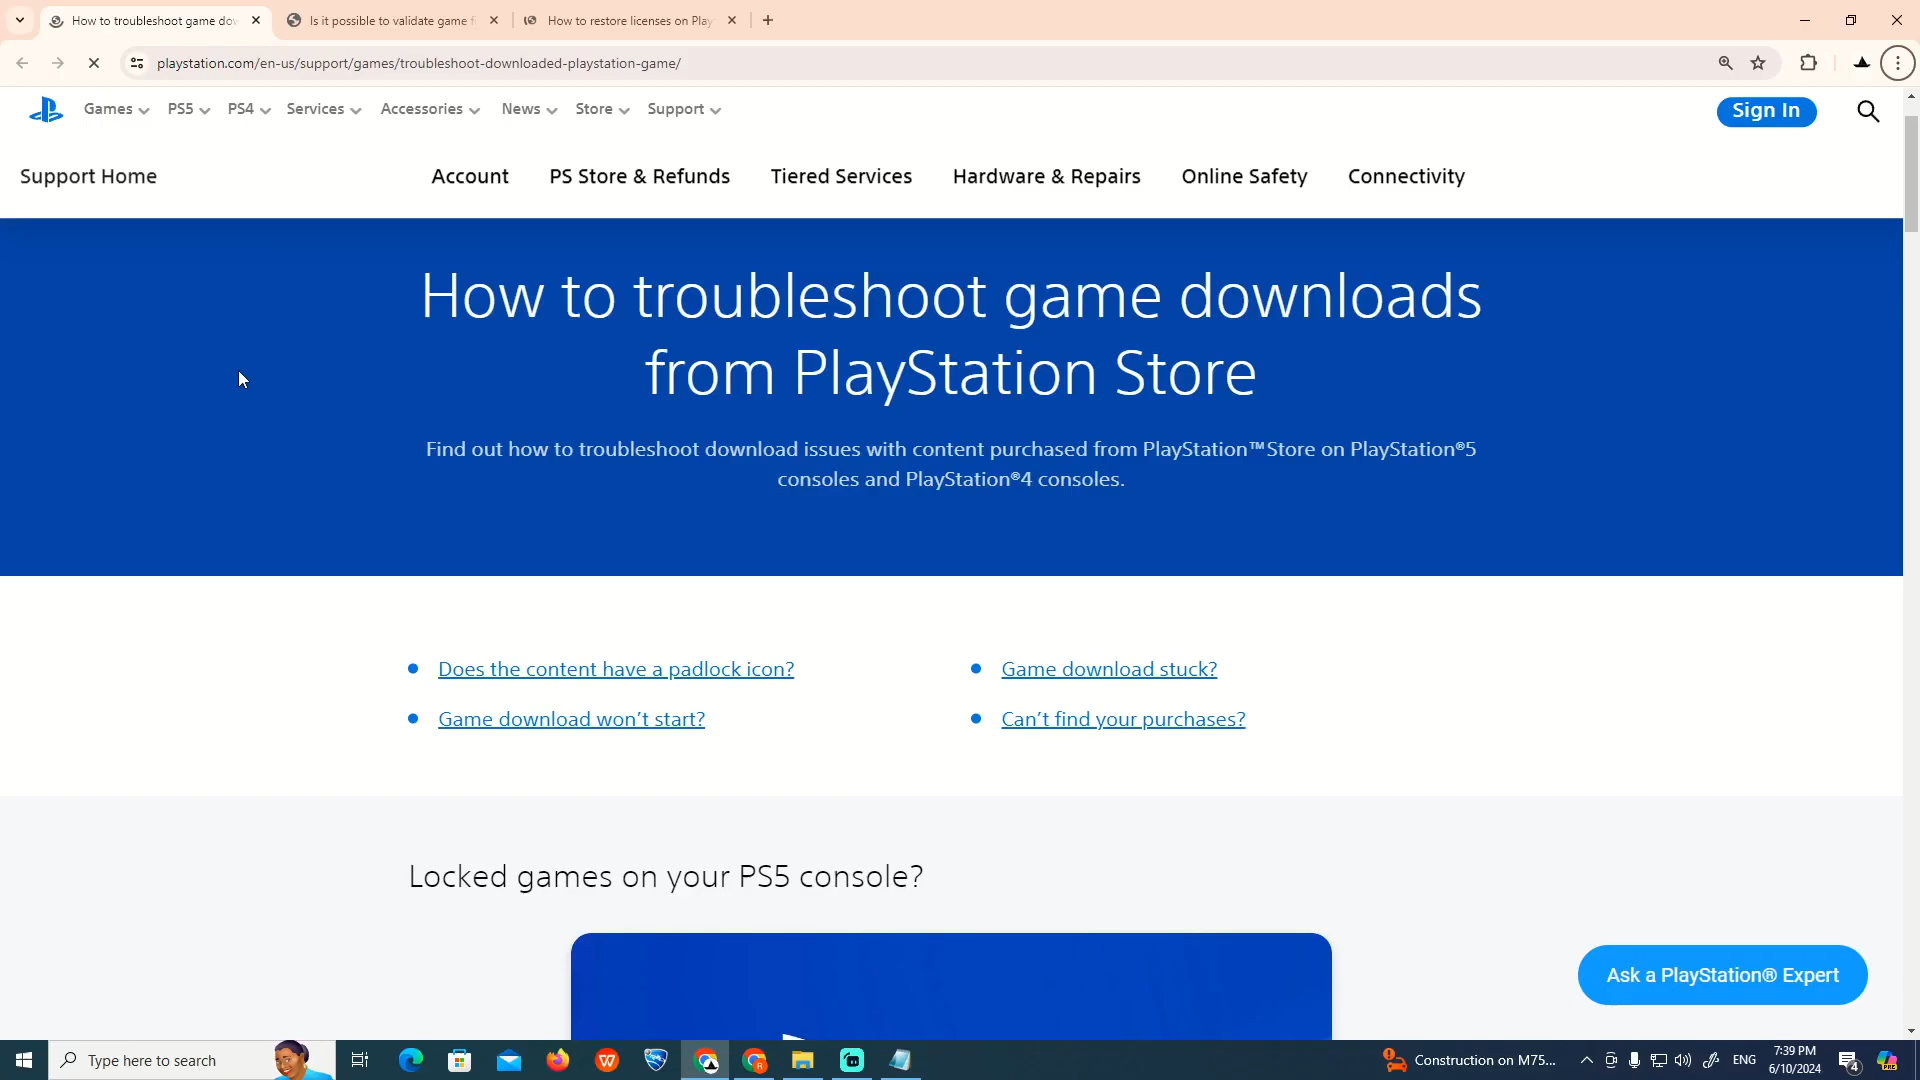 How to troubleshoot game dow
Is it possible to validate game f
How to restore licenses on Play
playstation.com/en-us/support/games/troubleshoot-downloaded-playstation-game/
Games PS5 PS4 Services Accessories News Store Support
Sign In
Support Home
Account PS Store & Refunds Tiered Services Hardware & Repairs Online Safety Connectivity
How to troubleshoot game downloads
from PlayStation Store
Find out how to troubleshoot download issues with content purchased from PlayStation™Store on PlayStation®5
consoles and PlayStation®4 consoles.
Does the content have a padlock icon?
Game download stuck?
Game download won’t start?
Can’t find your purchases?
Locked games on your PS5 console?
Ask a PlayStation® Expert
Type here to search
Construction on M75...
ENG
7:39 PM
6/10/2024
4